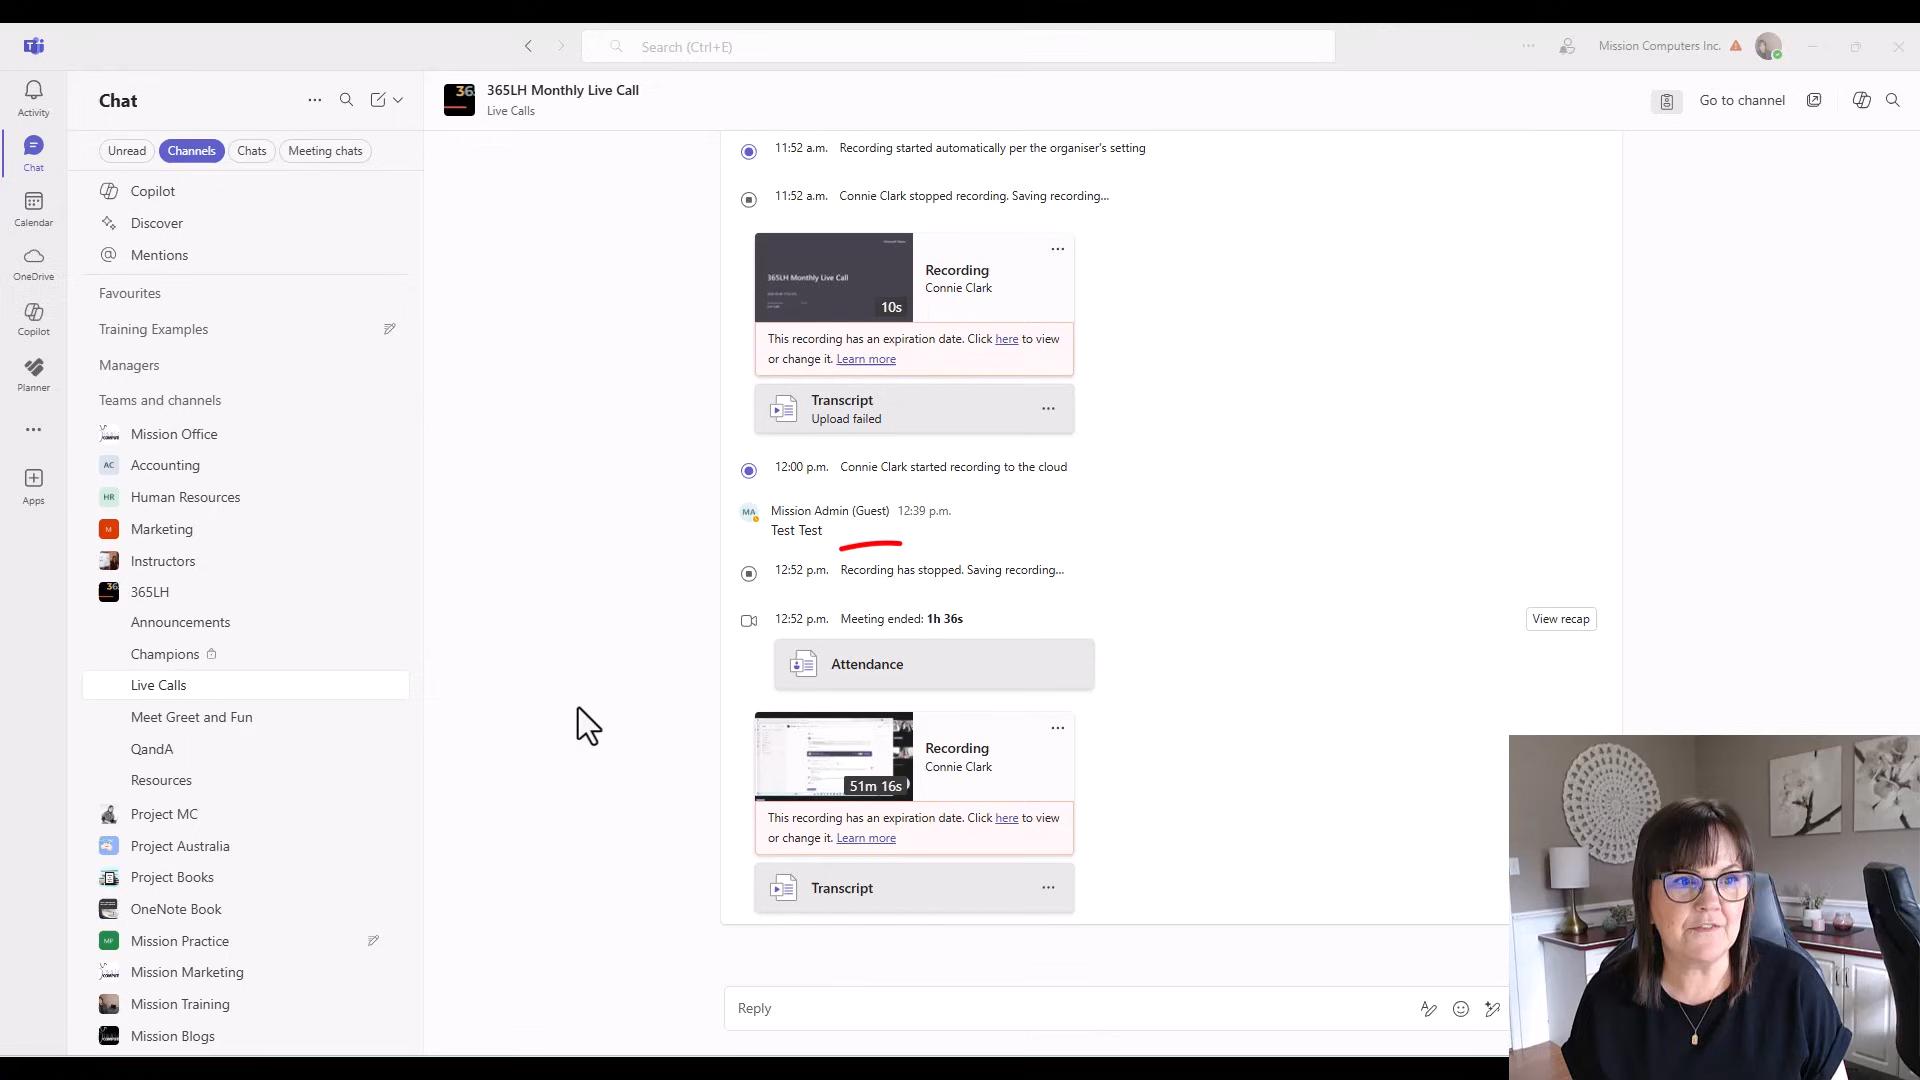 Search (Ctrl+E)
Mission Computers Inc.
Activity
Chat
Calendar
OneDrive
Copilot
Planner
Apps
Chat
Unread
Channels
Chats
Meeting chats
Copilot
Discover
Mentions
Favourites
Training Examples
Managers
Teams and channels
Mission Office
AC Accounting
HR Human Resources
M Marketing
Instructors
36 365LH
Announcements
Champions
Live Calls
Meet Greet and Fun
QandA
Resources
Project MC
Project Australia
Project Books
OneNote Book
MP Mission Practice
Mission Marketing
Mission Training
Mission Blogs
365LH Monthly Live Call
Live Calls
Go to channel
11:52 a.m. Recording started automatically per the organiser's setting
11:52 a.m. Connie Clark stopped recording. Saving recording...
365LH Monthly Live Call
10s
Recording
Connie Clark
This recording has an expiration date. Click here to view
or change it. Learn more
Transcript
Upload failed
12:00 p.m. Connie Clark started recording to the cloud
MA Mission Admin (Guest) 12:39 p.m.
Test Test
12:52 p.m. Recording has stopped. Saving recording...
12:52 p.m. Meeting ended: 1h 36s
View recap
Attendance
51m 16s
Recording
Connie Clark
This recording has an expiration date. Click here to view
or change it. Learn more
Transcript
Reply